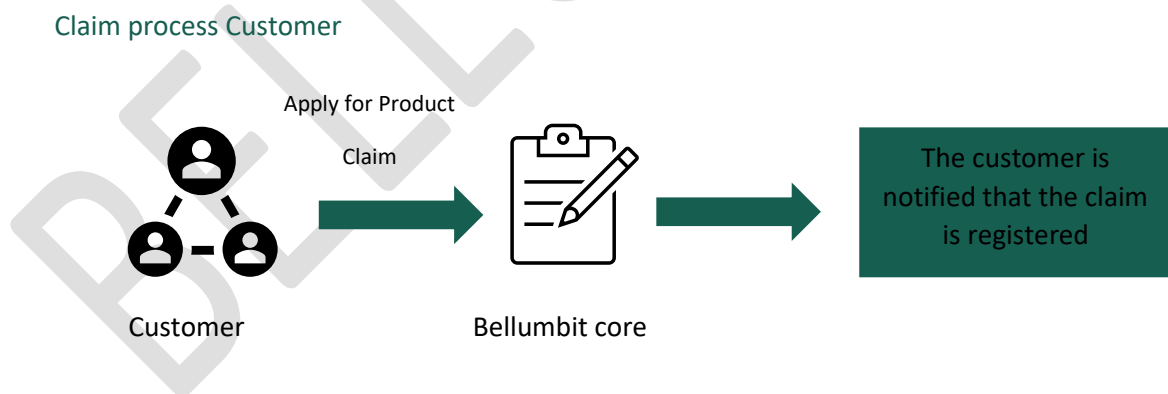 Claim process Customer
Apply for Product
Claim
The customer is
notified that the claim
is registered
Customer
Bellumbit core
BELL